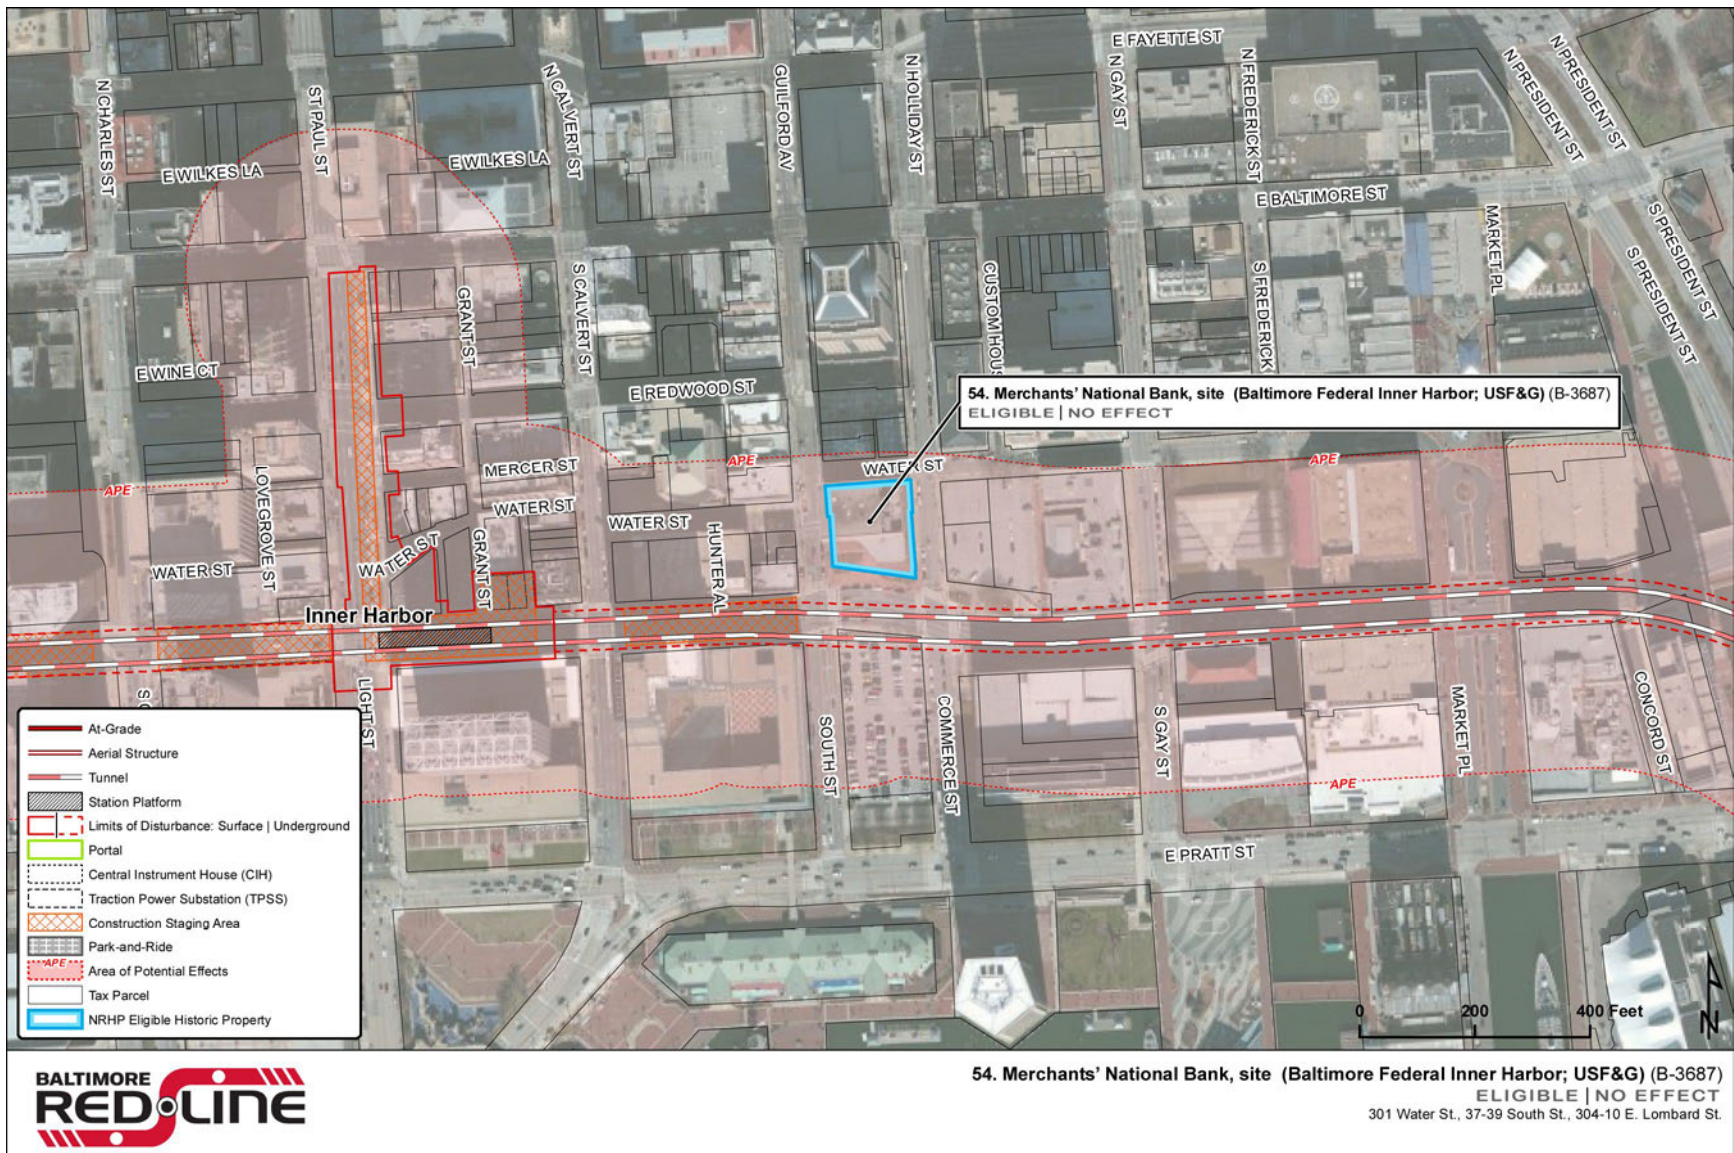 E FAYETTE ST
N CHARLES ST
ST PAUL ST
N CALVERT ST
GUILFORD AV
N HOLLIDAY ST
N GAY ST
N FREDERICK ST
N PRESIDENT ST
N PRESIDENT ST
E WILKES LA
E WILKES LA
E BALTIMORE ST
MARKET PL
S PRESIDENT ST
S PRESIDENT ST
GRANT ST
S CALVERT ST
CUSTOM HOUS
S FREDERICK
E WINE CT
E REDWOOD ST
54. Merchants' National Bank, site (Baltimore Federal Inner Harbor; USF&G) (B-3687)
ELIGIBLE | NO EFFECT
APE
APE
APE
WATER ST
MERCER ST
LOVEGROVE ST
WATER ST
WATER ST
HUNTER AL
WATER ST
GRANT ST
WATER ST
Inner Harbor
LIGHT ST
SOUTH ST
COMMERCE ST
S GAY ST
MARKET PL
CONCORD ST
APE
E PRATT ST
At-Grade
Aerial Structure
Tunnel
Station Platform
Limits of Disturbance: Surface | Underground
Portal
Central Instrument House (CIH)
Traction Power Substation (TPSS)
Construction Staging Area
Park-and-Ride
APE
Area of Potential Effects
Tax Parcel
NRHP Eligible Historic Property
0 200 400 Feet
N
BALTIMORE
RED LINE
54. Merchants' National Bank, site (Baltimore Federal Inner Harbor; USF&G) (B-3687)
ELIGIBLE | NO EFFECT
301 Water St., 37-39 South St., 304-10 E. Lombard St.